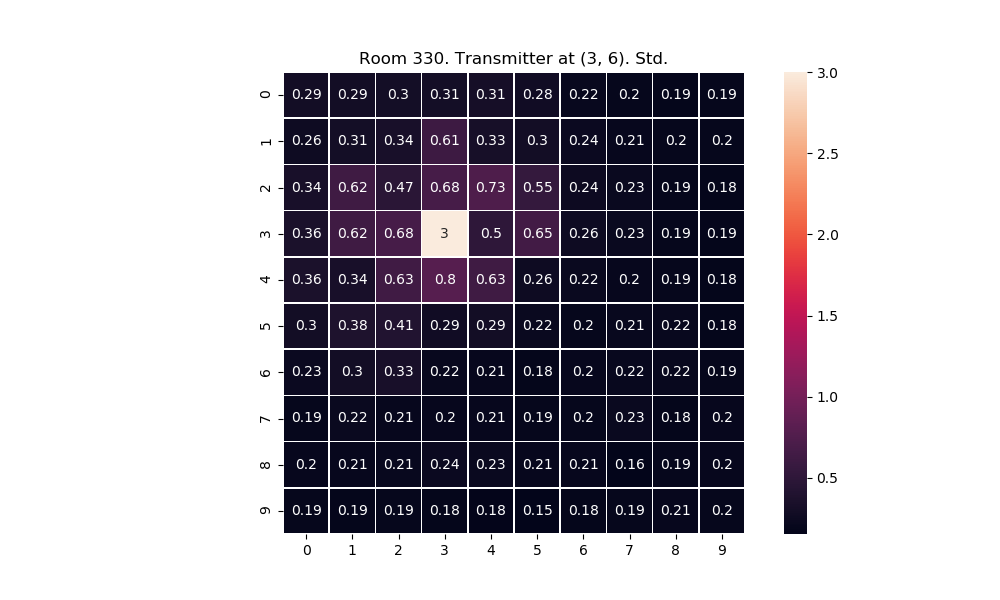 Room 330. Transmitter at (3, 6). Std.
0 0.29 0.29 0.3 0.31 0.31 0.28 0.22 0.2 0.19 0.19
1 0.26 0.31 0.34 0.61 0.33 0.3 0.24 0.21 0.2 0.2
2 0.34 0.62 0.47 0.68 0.73 0.55 0.24 0.23 0.19 0.18
3 0.36 0.62 0.68 3 0.5 0.65 0.26 0.23 0.19 0.19
4 0.36 0.34 0.63 0.8 0.63 0.26 0.22 0.2 0.19 0.18
5 0.3 0.38 0.41 0.29 0.29 0.22 0.2 0.21 0.22 0.18
6 0.23 0.3 0.33 0.22 0.21 0.18 0.2 0.22 0.22 0.19
7 0.19 0.22 0.21 0.2 0.21 0.19 0.2 0.23 0.18 0.2
8 0.2 0.21 0.21 0.24 0.23 0.21 0.21 0.16 0.19 0.2
9 0.19 0.19 0.19 0.18 0.18 0.15 0.18 0.19 0.21 0.2
0 1 2 3 4 5 6 7 8 9
3.0
2.5
2.0
1.5
1.0
0.5